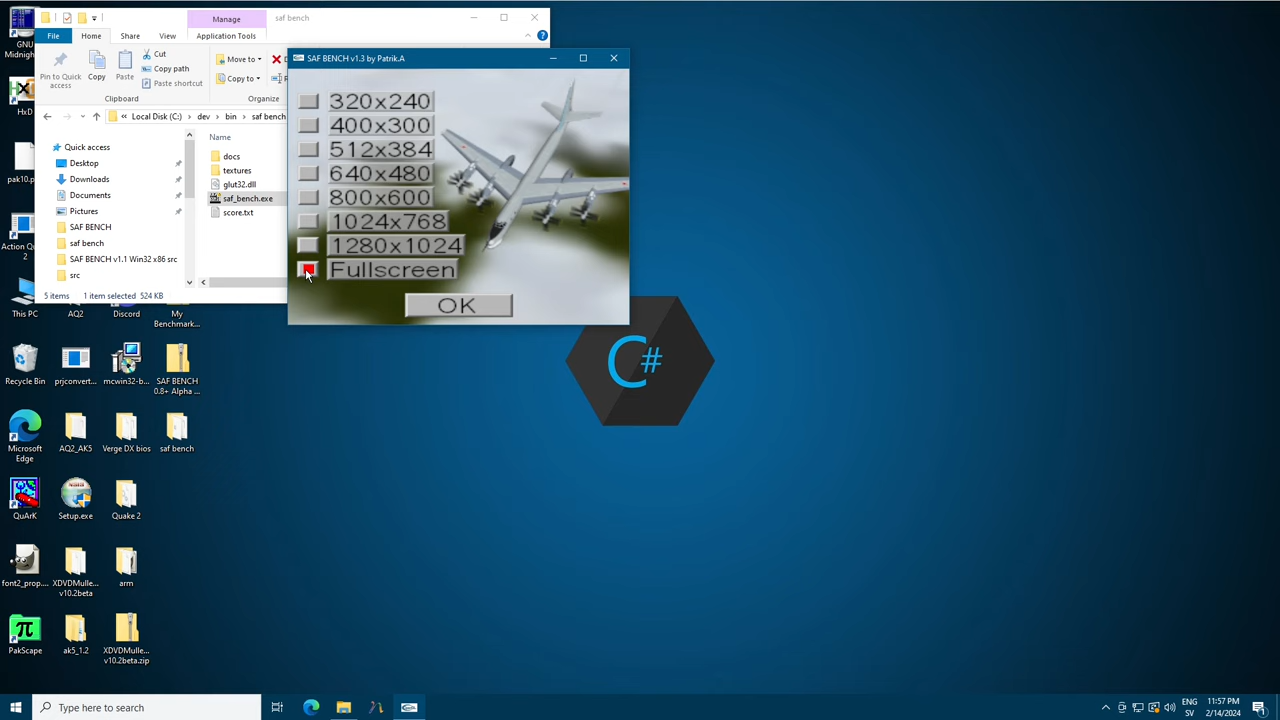 GNU
Midnigh
HxD
pak10.p
Action Qu
2
Manage
saf bench
File
Home
Share
View
Application Tools
Pin to Quick
access
Copy
Paste
Cut
Copy path
Paste shortcut
Move to
Copy to
Clipboard
Organize
Local Disk (C:) › dev › bin › saf bench
Quick access
Desktop
Downloads
Documents
Pictures
SAF BENCH
saf bench
SAF BENCH v1.1 Win32 x86 src
src
Name
docs
textures
glut32.dll
saf_bench.exe
score.txt
5 items
1 item selected 524 KB
SAF BENCH v1.3 by Patrik.A
320x240
400x300
512x384
640x480
800x600
1024x768
1280x1024
Fullscreen
OK
C#
This PC
AQ2
Discord
My
Benchmark...
Recycle Bin
prjconvert...
mcwin32-b...
SAF BENCH
0.8+ Alpha ...
Microsoft
Edge
AQ2_AK5
Verge DX bios
saf bench
QuArK
Setup.exe
Quake 2
font2_prop....
XDVDMulle...
v10.2beta
arm
PakScape
ak5_1.2
XDVDMulle...
v10.2beta.zip
Type here to search
ENG
SV
11:57 PM
2/14/2024
1